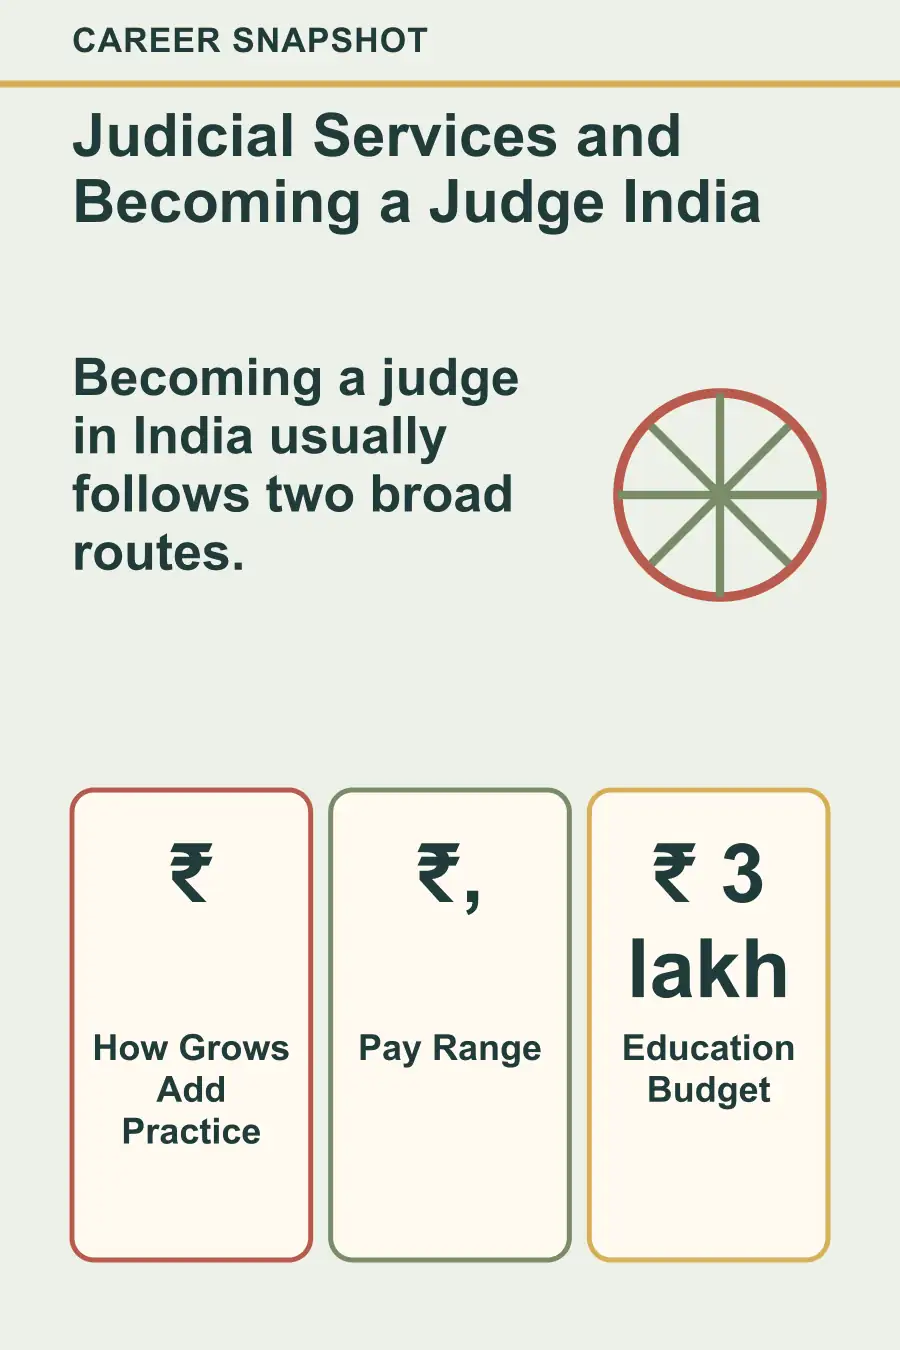 CAREER SNAPSHOT
Judicial Services and
Becoming a Judge India
Becoming a judge
in India usually
follows two broad
routes.
₹
How Grows
Add
Practice
₹,
Pay Range
₹ 3
lakh
Education
Budget